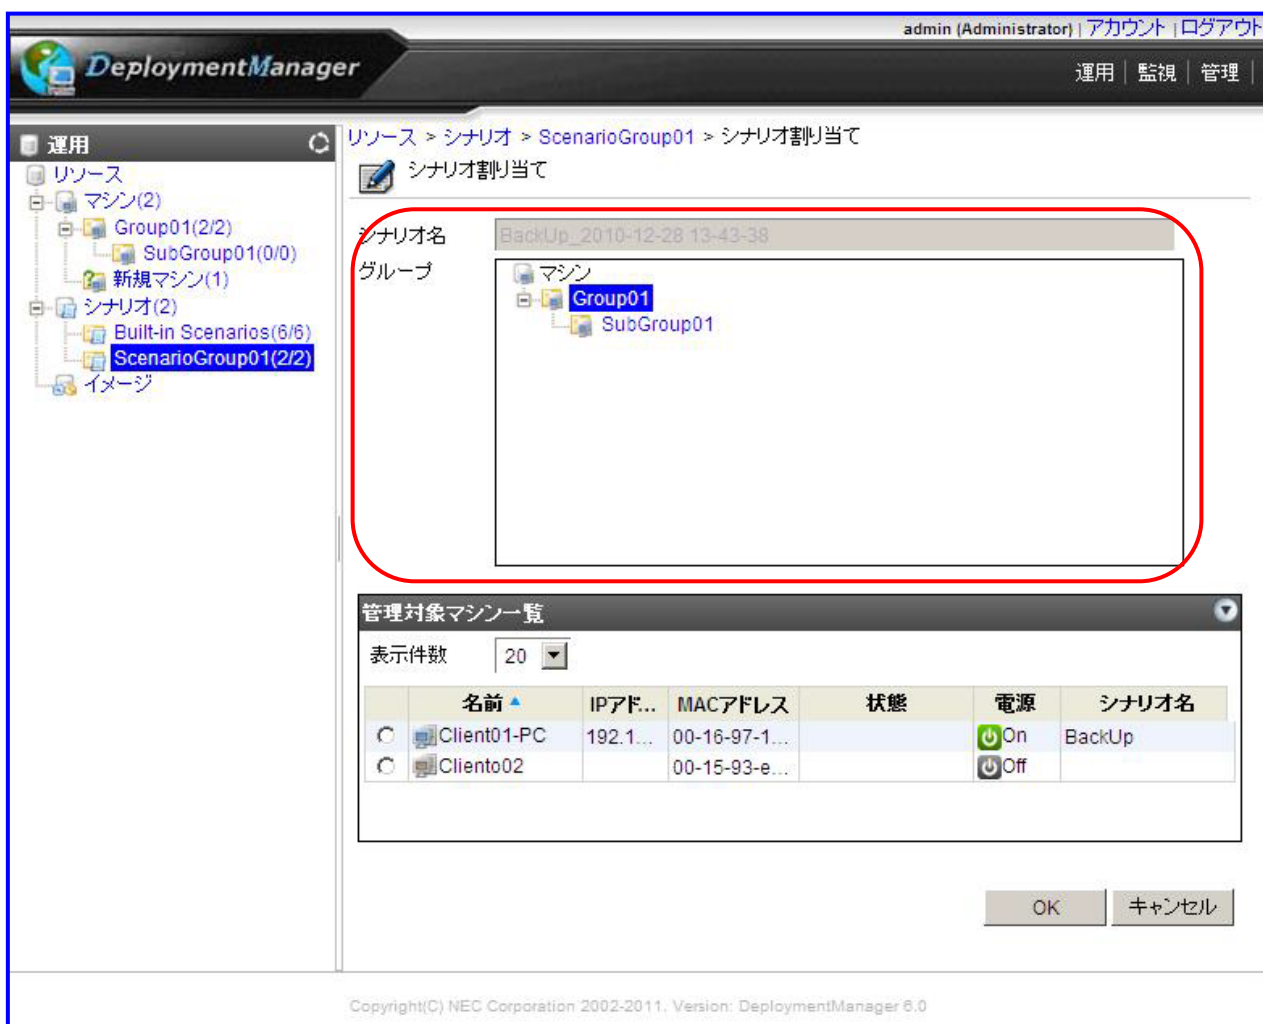 admin (Administrator) | アカウント | ログアウト
DeploymentManager
運用 | 監視 | 管理 |
運用
リソース
マシン(2)
Group01(2/2)
SubGroup01(0/0)
新規マシン(1)
シナリオ(2)
Built-in Scenarios(6/6)
ScenarioGroup01(2/2)
イメージ
リソース > シナリオ > ScenarioGroup01 > シナリオ割り当て
シナリオ割り当て
シナリオ名 BackUp_2010-12-28 13-43-38
グループ
マシン
Group01
SubGroup01
管理対象マシン一覧
表示件数 20
名前 IPアド... MACアドレス 状態 電源 シナリオ名
Client01-PC 192.1... 00-16-97-1... On BackUp
Cliento02 00-15-93-e... Off
OK キャンセル
Copyright(C) NEC Corporation 2002-2011. Version: DeploymentManager 6.0